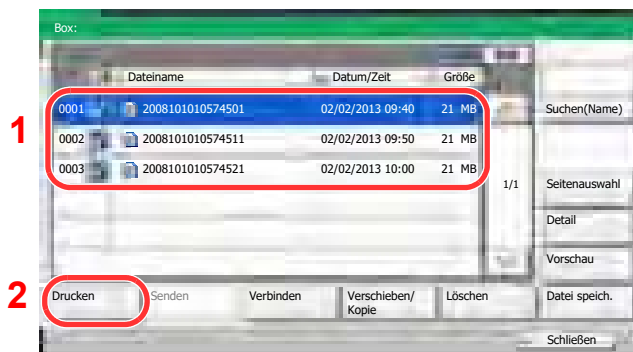 Box:
Dateiname Datum/Zeit Größe
1
0001 2008101010574501 02/02/2013 09:40 21 MB Suchen(Name)
0002 2008101010574511 02/02/2013 09:50 21 MB
0003 2008101010574521 02/02/2013 10:00 21 MB
1/1 Seitenauswahl
Detail
Vorschau
2
Drucken Senden Verbinden Verschieben/ Löschen Datei speich.
Kopie
Schließen